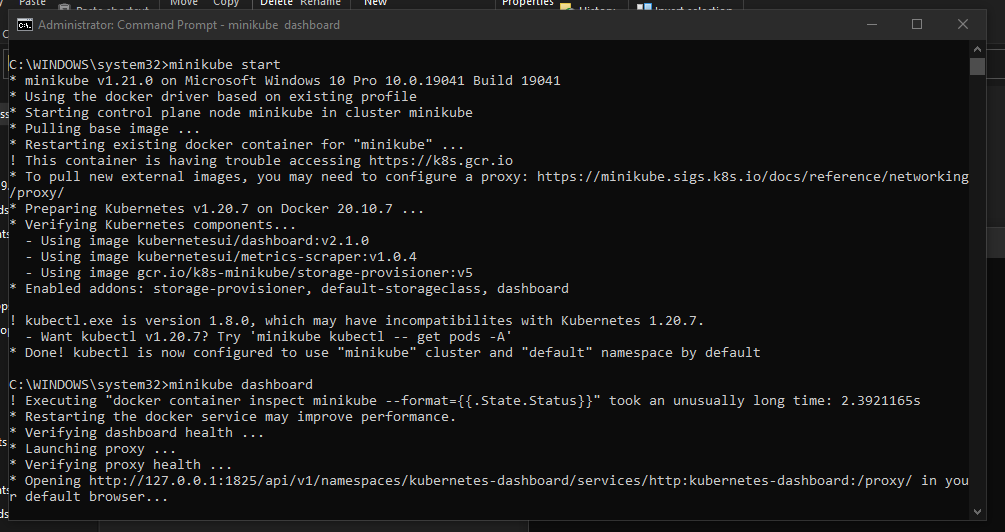 Paste
Paste shortcut
Move
Copy
Delete
Rename
New
Properties
History
Invert selection
Administrator: Command Prompt - minikube dashboard
C:\WINDOWS\system32>minikube start
* minikube v1.21.0 on Microsoft Windows 10 Pro 10.0.19041 Build 19041
* Using the docker driver based on existing profile
* Starting control plane node minikube in cluster minikube
* Pulling base image ...
* Restarting existing docker container for "minikube" ...
! This container is having trouble accessing https://k8s.gcr.io
* To pull new external images, you may need to configure a proxy: https://minikube.sigs.k8s.io/docs/reference/networking
/proxy/
* Preparing Kubernetes v1.20.7 on Docker 20.10.7 ...
* Verifying Kubernetes components...
  - Using image kubernetesui/dashboard:v2.1.0
  - Using image kubernetesui/metrics-scraper:v1.0.4
  - Using image gcr.io/k8s-minikube/storage-provisioner:v5
* Enabled addons: storage-provisioner, default-storageclass, dashboard
! kubectl.exe is version 1.8.0, which may have incompatibilites with Kubernetes 1.20.7.
  - Want kubectl v1.20.7? Try 'minikube kubectl -- get pods -A'
* Done! kubectl is now configured to use "minikube" cluster and "default" namespace by default
C:\WINDOWS\system32>minikube dashboard
! Executing "docker container inspect minikube --format={{.State.Status}}" took an unusually long time: 2.3921165s
* Restarting the docker service may improve performance.
* Verifying dashboard health ...
* Launching proxy ...
* Verifying proxy health ...
* Opening http://127.0.0.1:1825/api/v1/namespaces/kubernetes-dashboard/services/http:kubernetes-dashboard:/proxy/ in you
r default browser...